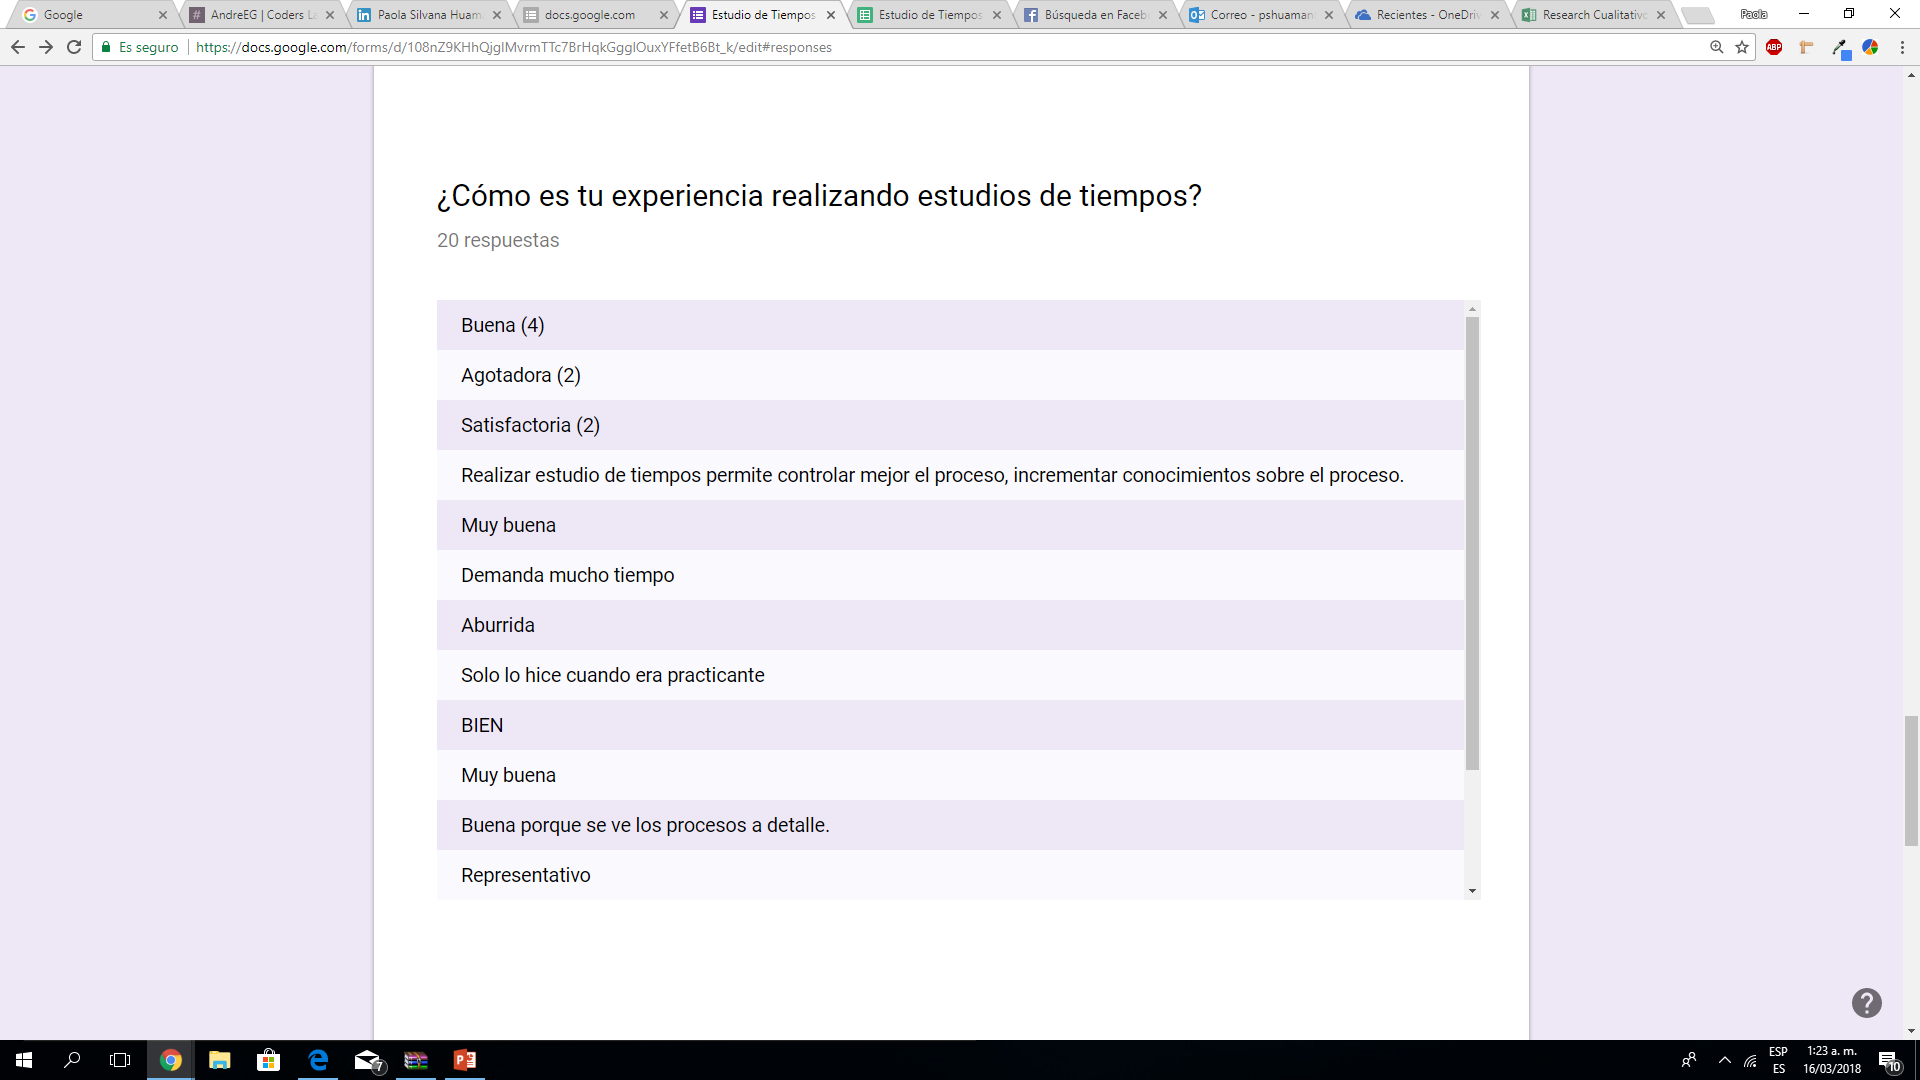 Google
AndreEG | Coders La
Paola Silvana Huam
docs.google.com
Estudio de Tiempos
Estudio de Tiempos
Búsqueda en Faceb
Correo - pshuaman
Recientes - OneDriv
Research Cualitativo
Paola
Es seguro
https://docs.google.com/forms/d/108nZ9KHhQjglMvrmTTc7BrHqkGgglOuxYFfetB6Bt_k/edit#responses
ABP
¿Cómo es tu experiencia realizando estudios de tiempos?
20 respuestas
Buena (4)
Agotadora (2)
Satisfactoria (2)
Realizar estudio de tiempos permite controlar mejor el proceso, incrementar conocimientos sobre el proceso.
Muy buena
Demanda mucho tiempo
Aburrida
Solo lo hice cuando era practicante
BIEN
Muy buena
Buena porque se ve los procesos a detalle.
Representativo
7
ESP
ES
1:23 a. m.
16/03/2018
10